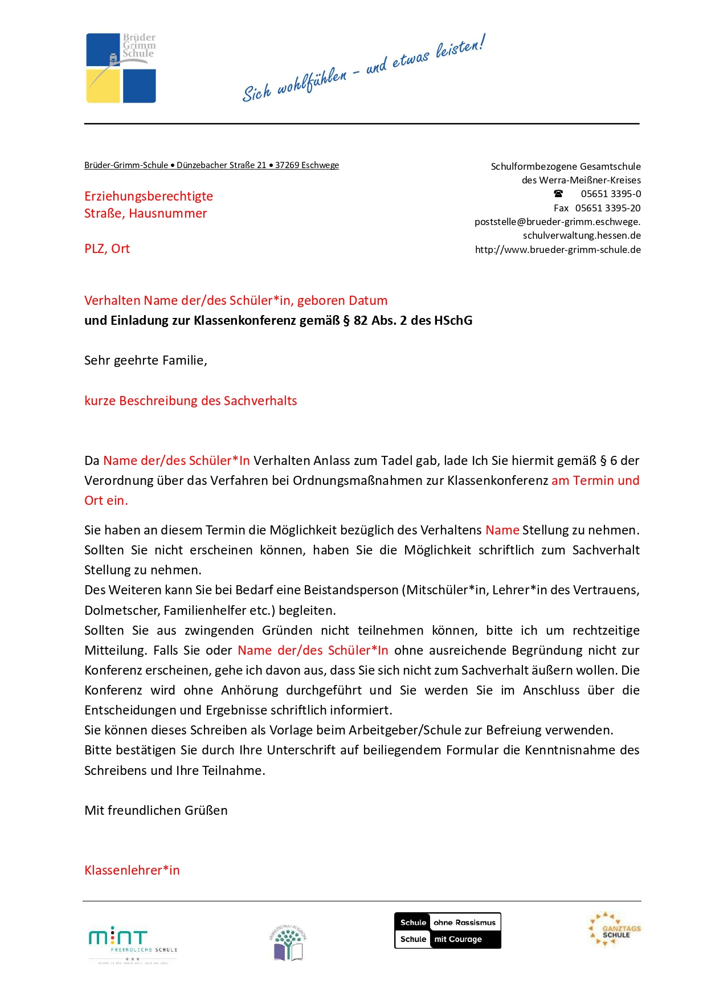 Brüder
Grimm
Schule
Sich wohlfühlen – und etwas leisten!
Brüder-Grimm-Schule • Dünzebacher Straße 21 • 37269 Eschwege
Schulformbezogene Gesamtschule
des Werra-Meißner-Kreises
☎ 05651 3395-0
Fax 05651 3395-20
poststelle@brueder-grimm.eschwege.
schulverwaltung.hessen.de
http://www.brueder-grimm-schule.de
Erziehungsberechtigte
Straße, Hausnummer
PLZ, Ort
Verhalten Name der/des Schüler*in, geboren Datum
und Einladung zur Klassenkonferenz gemäß § 82 Abs. 2 des HSchG
Sehr geehrte Familie,
kurze Beschreibung des Sachverhalts
Da Name der/des Schüler*In Verhalten Anlass zum Tadel gab, lade Ich Sie hiermit gemäß § 6 der
Verordnung über das Verfahren bei Ordnungsmaßnahmen zur Klassenkonferenz am Termin und
Ort ein.
Sie haben an diesem Termin die Möglichkeit bezüglich des Verhaltens Name Stellung zu nehmen.
Sollten Sie nicht erscheinen können, haben Sie die Möglichkeit schriftlich zum Sachverhalt
Stellung zu nehmen.
Des Weiteren kann Sie bei Bedarf eine Beistandsperson (Mitschüler*in, Lehrer*in des Vertrauens,
Dolmetscher, Familienhelfer etc.) begleiten.
Sollten Sie aus zwingenden Gründen nicht teilnehmen können, bitte ich um rechtzeitige
Mitteilung. Falls Sie oder Name der/des Schüler*In ohne ausreichende Begründung nicht zur
Konferenz erscheinen, gehe ich davon aus, dass Sie sich nicht zum Sachverhalt äußern wollen. Die
Konferenz wird ohne Anhörung durchgeführt und Sie werden Sie im Anschluss über die
Entscheidungen und Ergebnisse schriftlich informiert.
Sie können dieses Schreiben als Vorlage beim Arbeitgeber/Schule zur Befreiung verwenden.
Bitte bestätigen Sie durch Ihre Unterschrift auf beiliegendem Formular die Kenntnisnahme des
Schreibens und Ihre Teilnahme.
Mit freundlichen Grüßen
Klassenlehrer*in
MINT
FREUNDLICHE SCHULE
UMWELTSCHULE IN EUROPA
Schule ohne Rassismus
Schule mit Courage
GANZTAGS
SCHULE